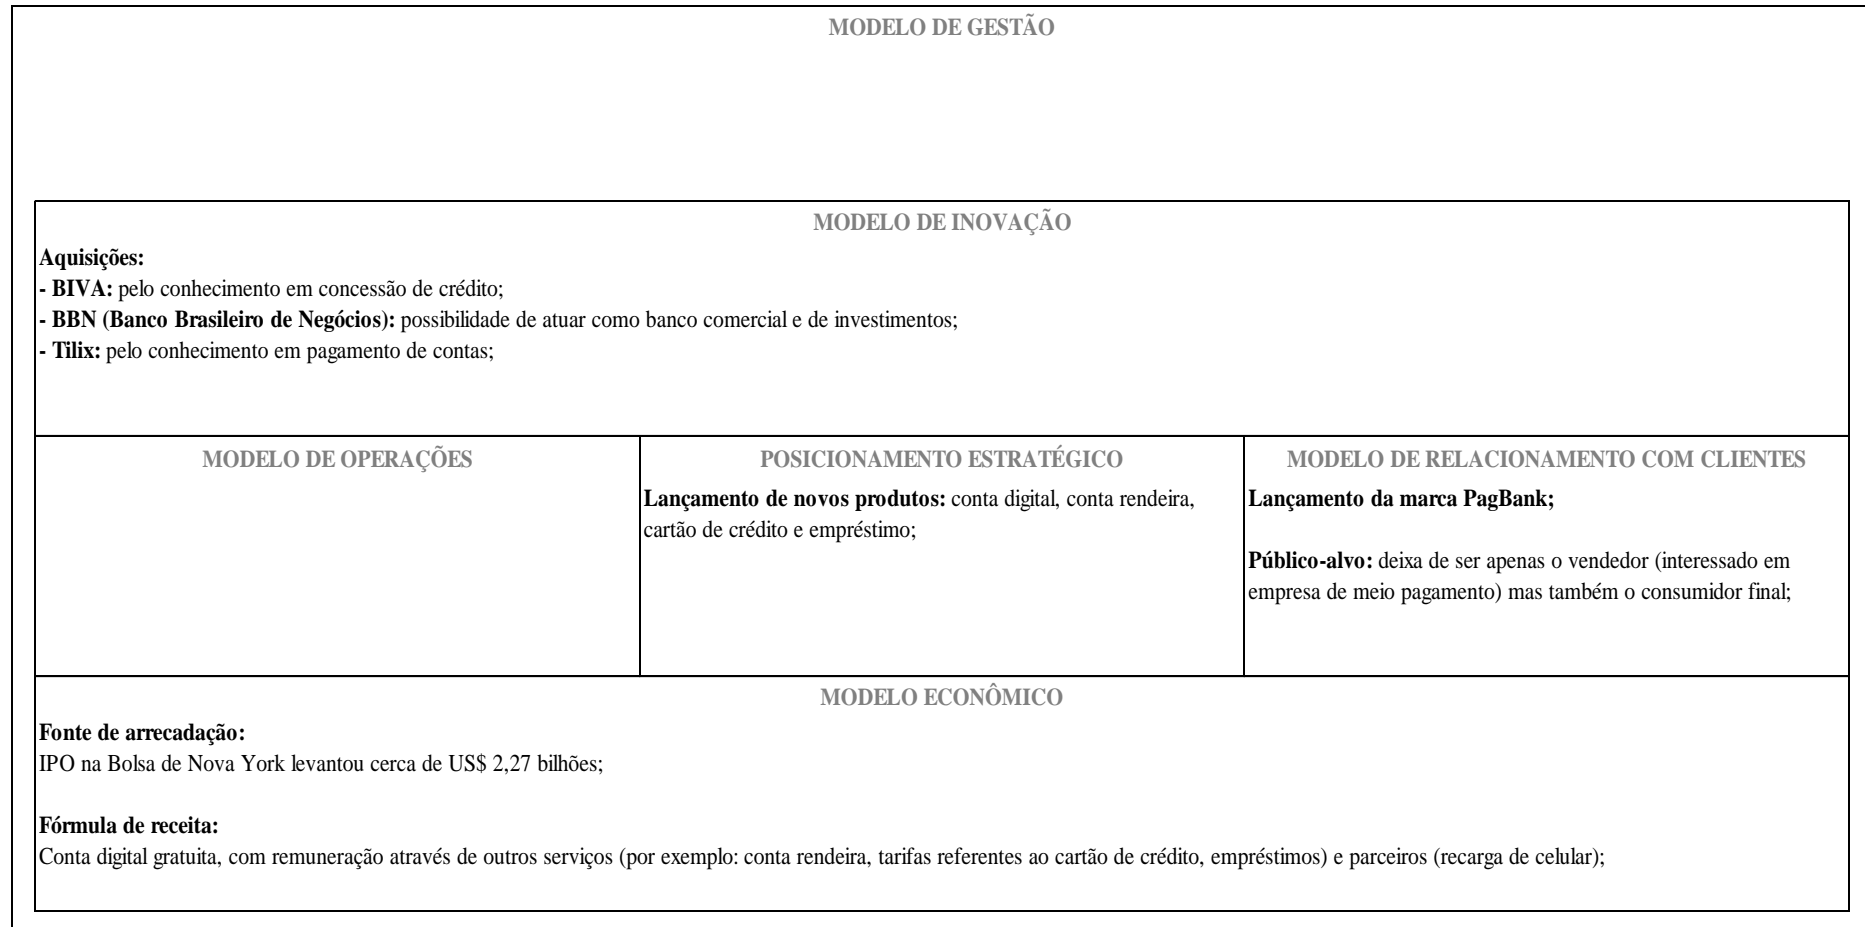 MODELO DE GESTÃO
MODELO DE INOVAÇÃO
Aquisições:
- BIVA: pelo conhecimento em concessão de crédito;
- BBN (Banco Brasileiro de Negócios): possibilidade de atuar como banco comercial e de investimentos;
- Tilix: pelo conhecimento em pagamento de contas;
MODELO DE OPERAÇÕES
POSICIONAMENTO ESTRATÉGICO
Lançamento de novos produtos: conta digital, conta rendeira,
cartão de crédito e empréstimo;
MODELO DE RELACIONAMENTO COM CLIENTES
Lançamento da marca PagBank;
Público-alvo: deixa de ser apenas o vendedor (interessado em
empresa de meio pagamento) mas também o consumidor final;
MODELO ECONÔMICO
Fonte de arrecadação:
IPO na Bolsa de Nova York levantou cerca de US$ 2,27 bilhões;
Fórmula de receita:
Conta digital gratuita, com remuneração através de outros serviços (por exemplo: conta rendeira, tarifas referentes ao cartão de crédito, empréstimos) e parceiros (recarga de celular);